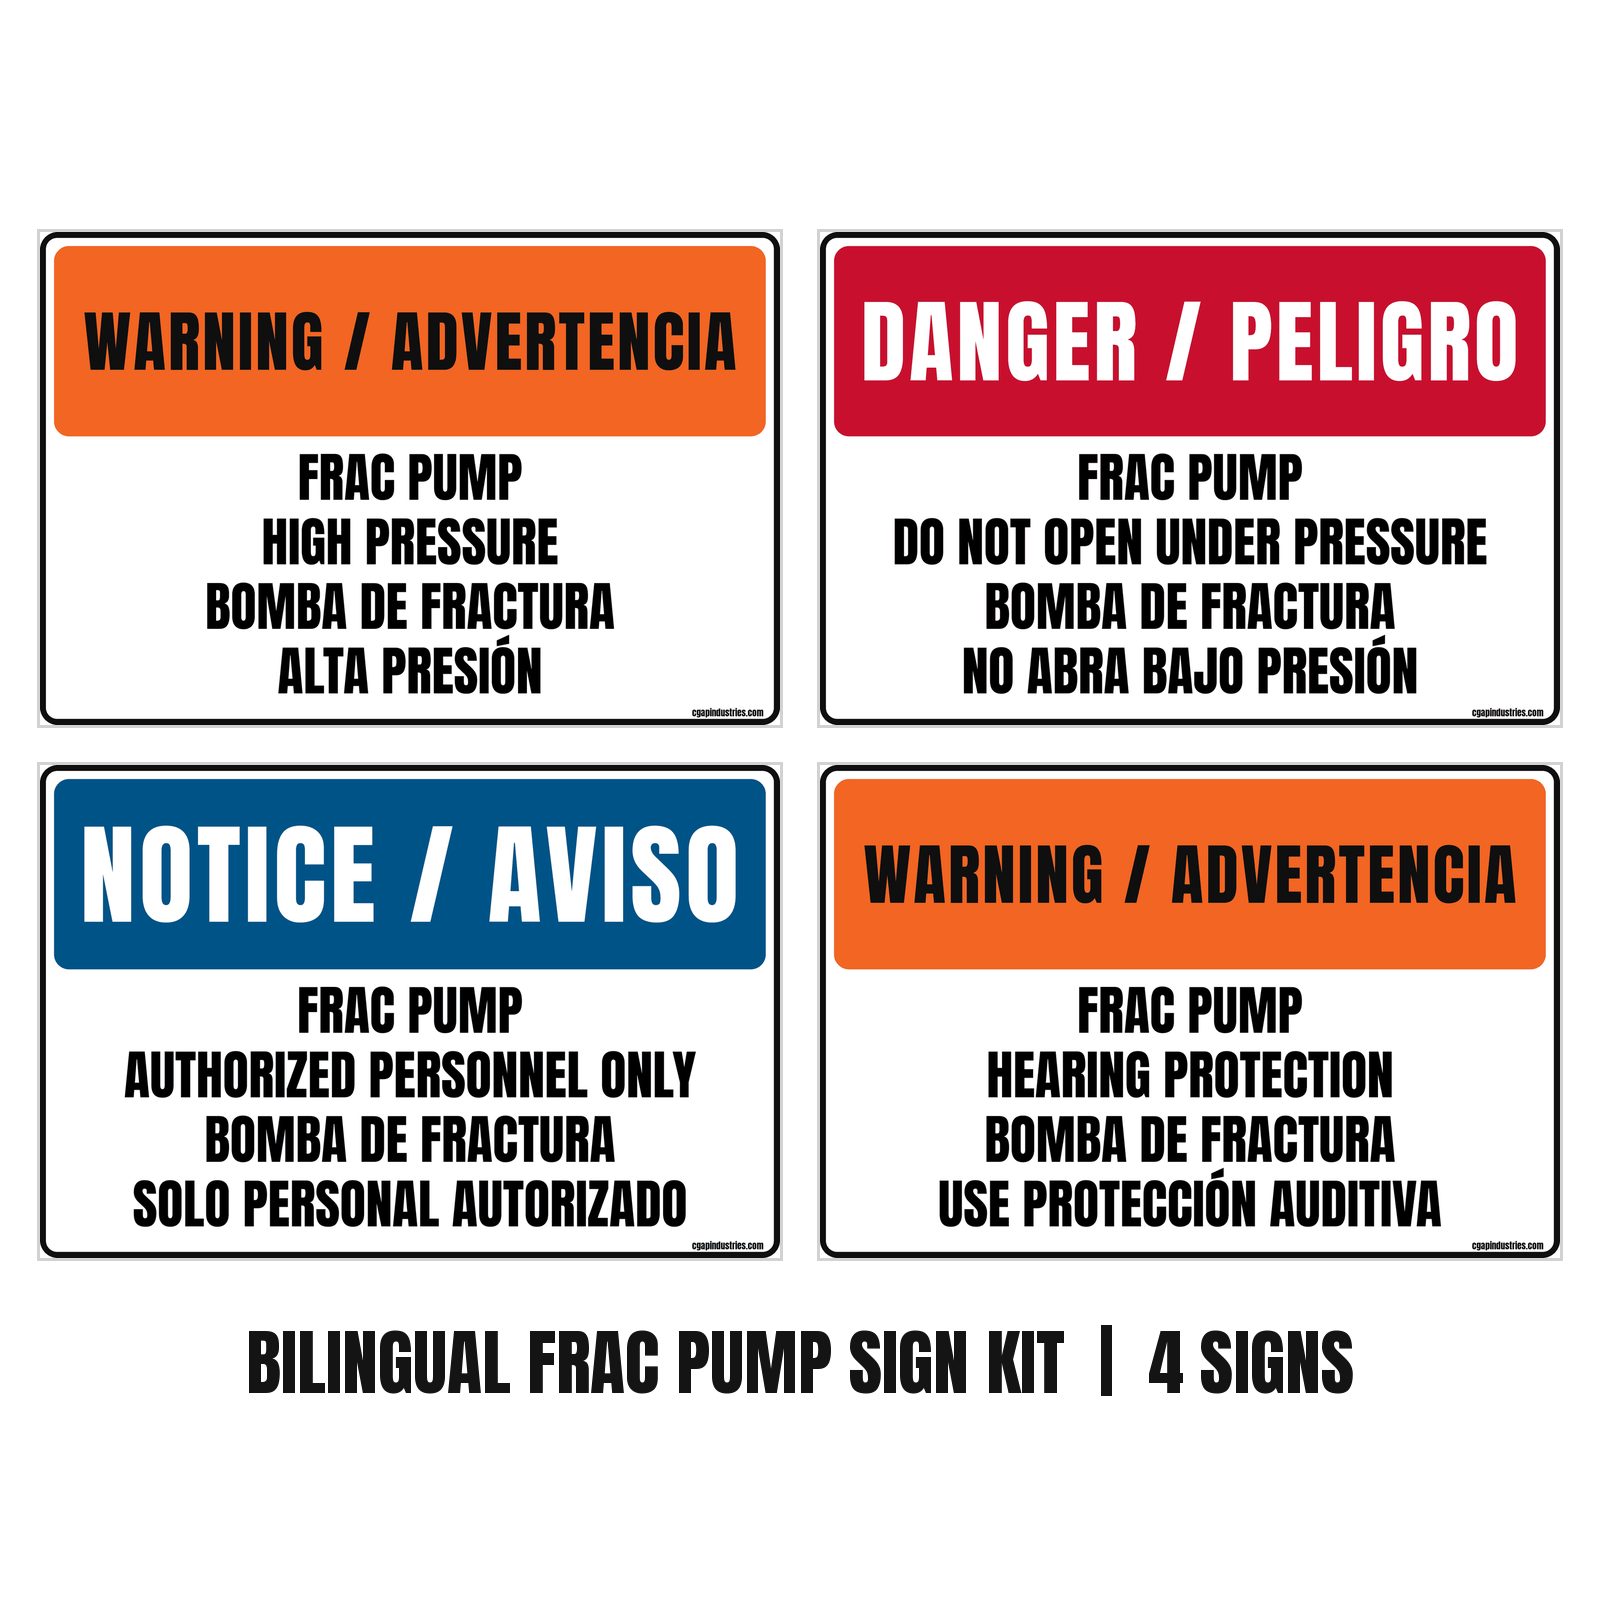 WARNING / ADVERTENCIA
FRAC PUMP
HIGH PRESSURE
BOMBA DE FRACTURA
ALTA PRESIÓN
cgapindustries.com
DANGER / PELIGRO
FRAC PUMP
DO NOT OPEN UNDER PRESSURE
BOMBA DE FRACTURA
NO ABRA BAJO PRESIÓN
cgapindustries.com
NOTICE / AVISO
FRAC PUMP
AUTHORIZED PERSONNEL ONLY
BOMBA DE FRACTURA
SOLO PERSONAL AUTORIZADO
cgapindustries.com
WARNING / ADVERTENCIA
FRAC PUMP
HEARING PROTECTION
BOMBA DE FRACTURA
USE PROTECCIÓN AUDITIVA
cgapindustries.com
BILINGUAL FRAC PUMP SIGN KIT | 4 SIGNS